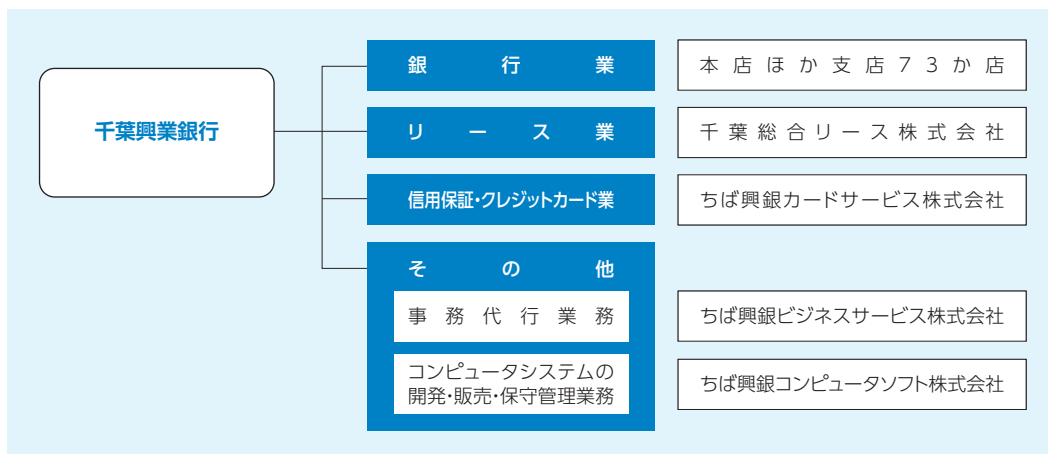 千葉興業銀行
銀行業
本店ほか支店73か店
リース業
千葉総合リース株式会社
信用保証・クレジットカード業
ちば興銀カードサービス株式会社
その他
事務代行業務
ちば興銀ビジネスサービス株式会社
コンピュータシステムの
開発・販売・保守管理業務
ちば興銀コンピュータソフト株式会社